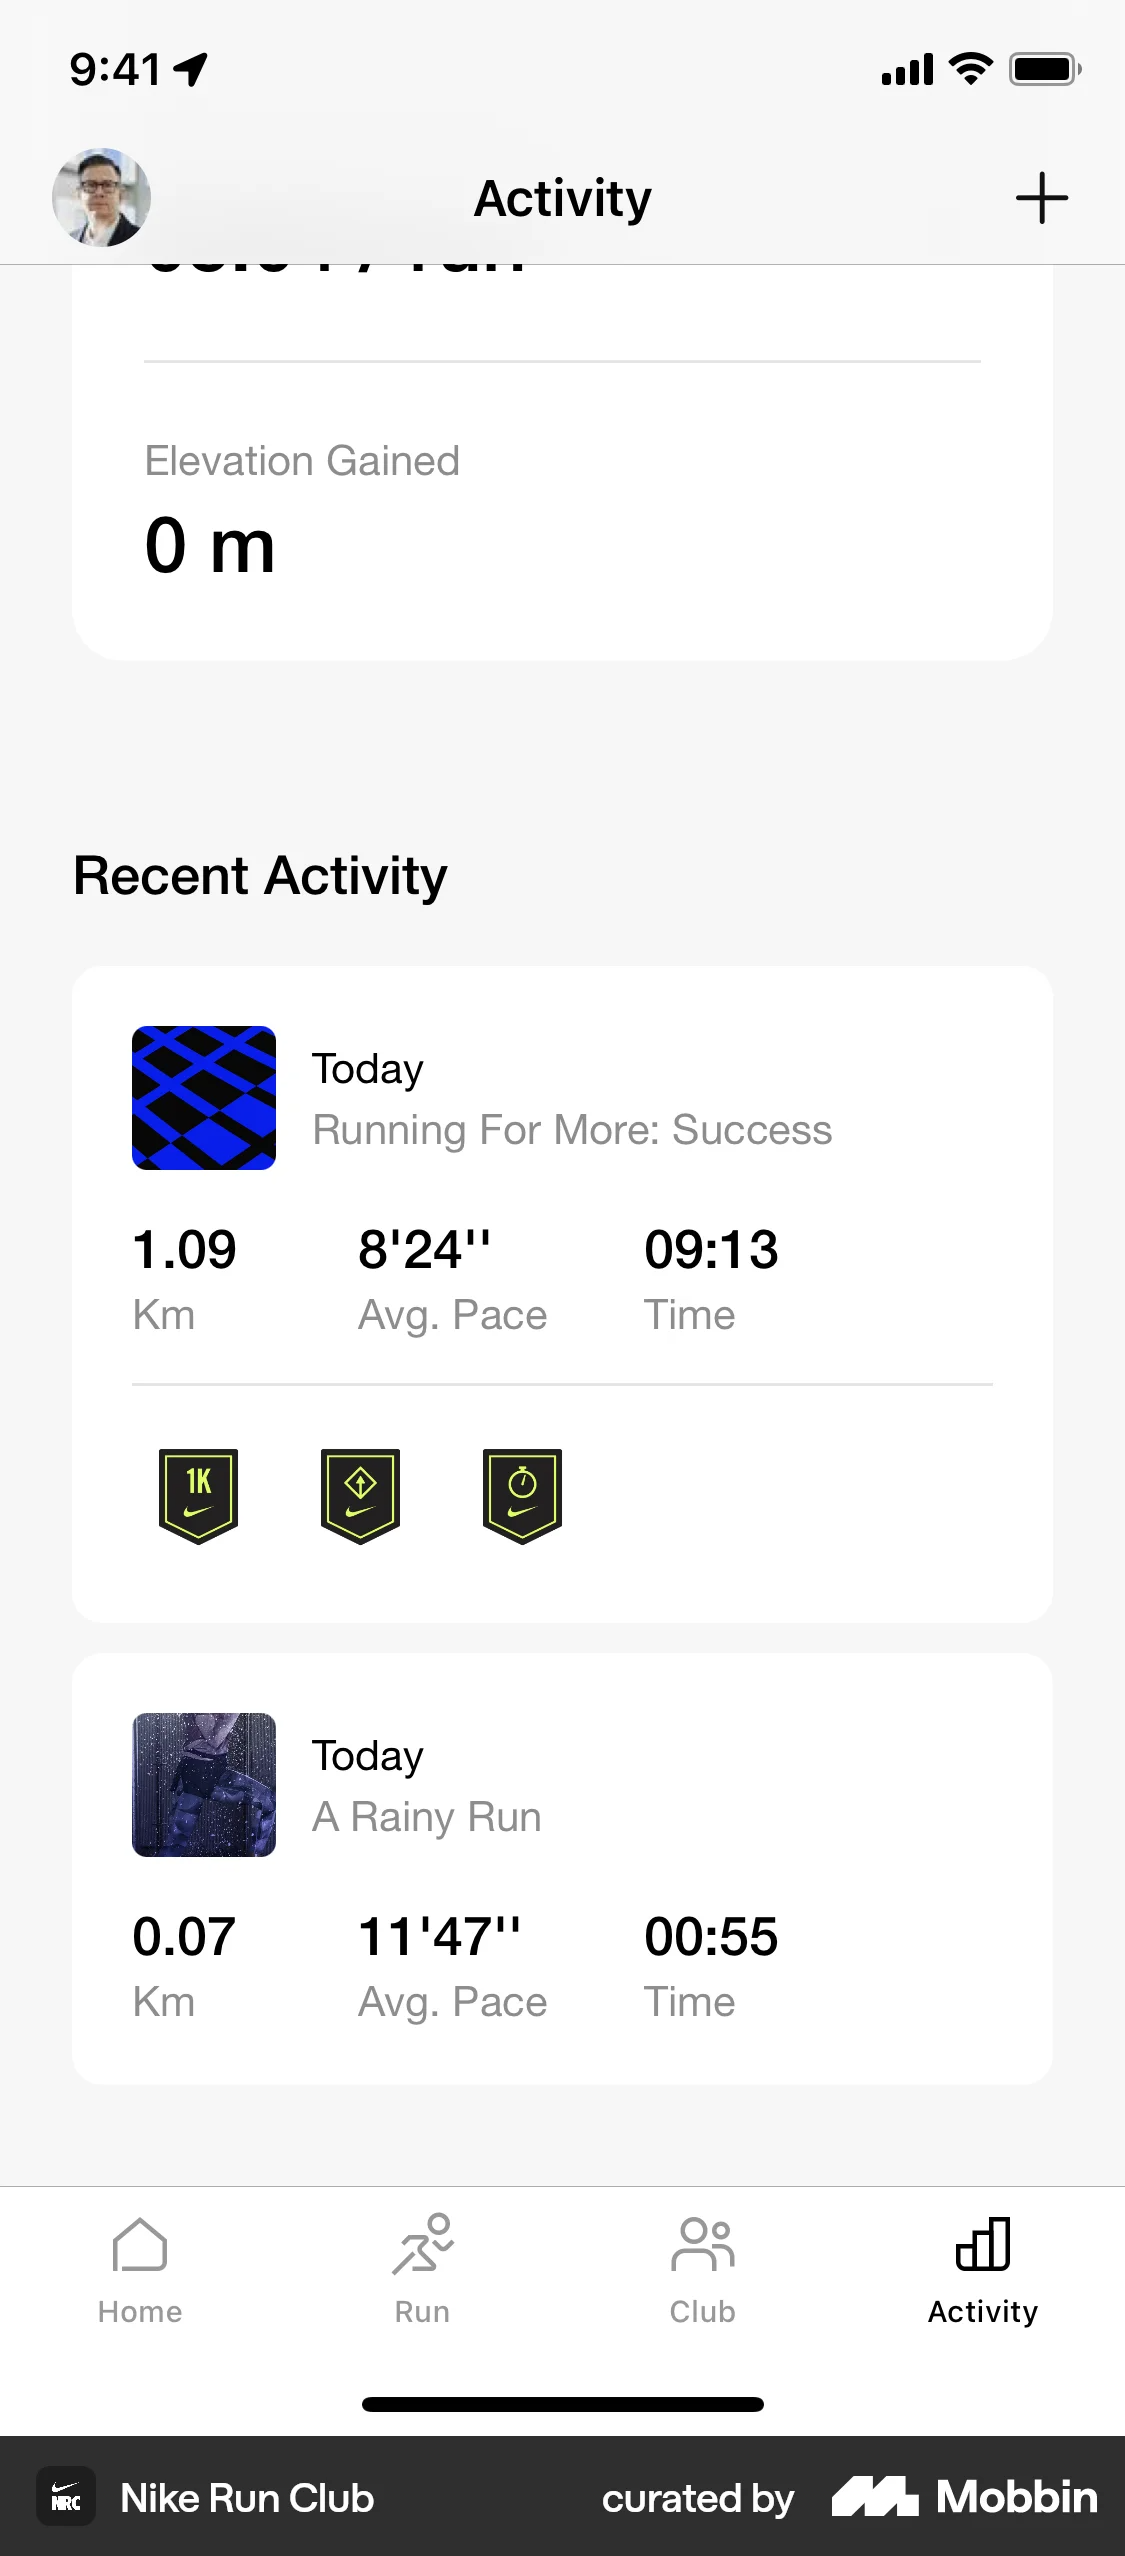 9:41
Activity
Elevation Gained
0 m
Recent Activity
Today
Running For More: Success
1.09 8'24'' 09:13
Km Avg. Pace Time
1K
Today
A Rainy Run
0.07 11'47'' 00:55
Km Avg. Pace Time
Home Run Club Activity
NRC Nike Run Club curated by Mobbin